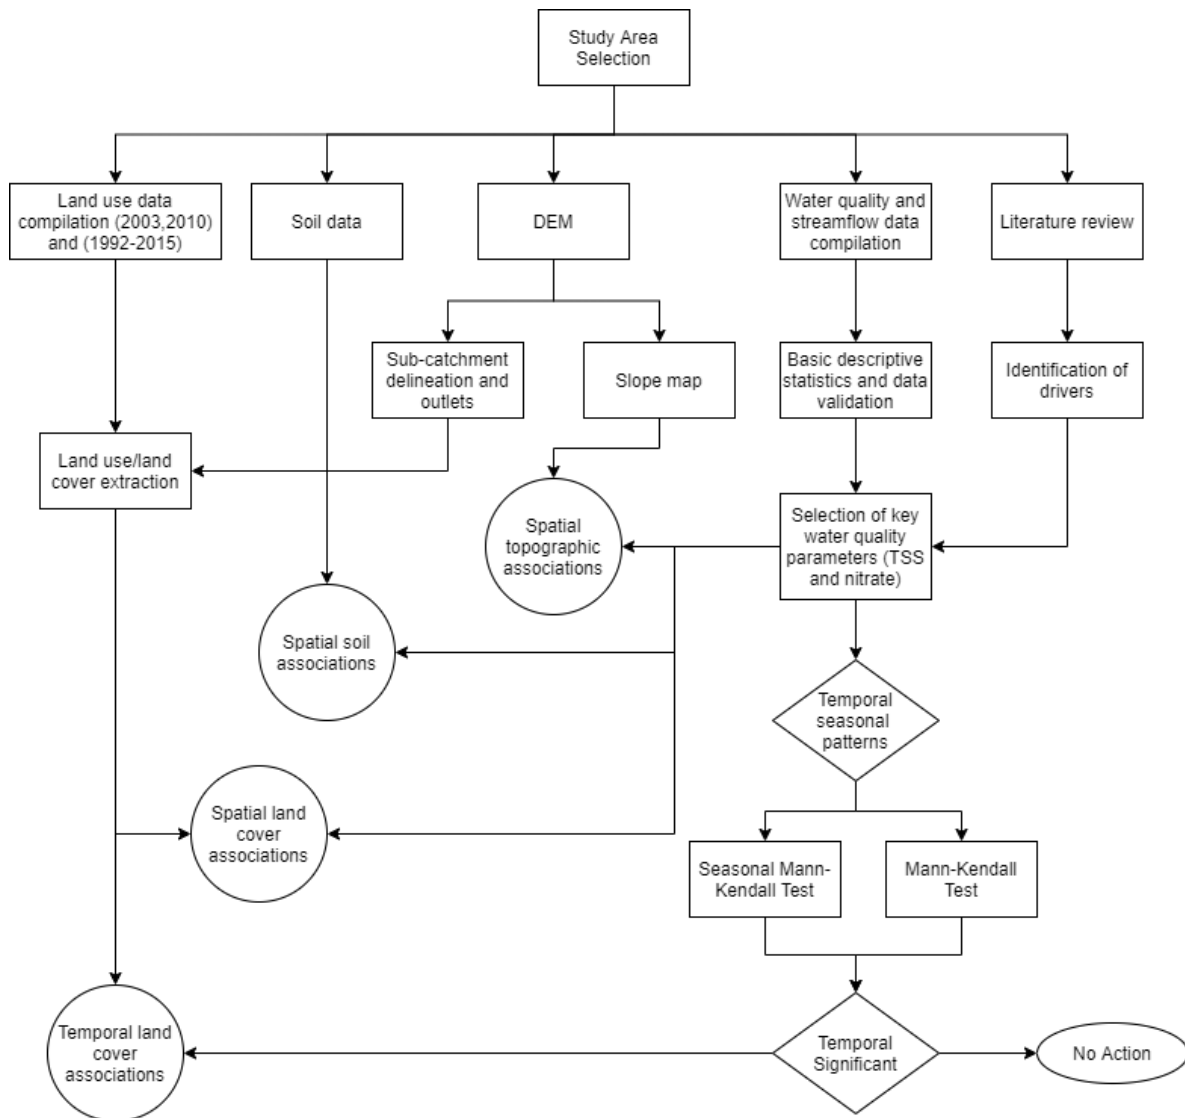 Study Area
Selection
Land use data
compilation (2003,2010)
and (1992-2015)
Soil data
DEM
Water quality and
streamflow data
compilation
Literature review
Sub-catchment
delineation and
outlets
Slope map
Basic descriptive
statistics and data
validation
Identification of
drivers
Land use/land
cover extraction
Spatial
topographic
associations
Selection of key
water quality
parameters (TSS
and nitrate)
Spatial soil
associations
Temporal
seasonal
patterns
Spatial land
cover
associations
Seasonal Mann-
Kendall Test
Mann-Kendall
Test
Temporal land
cover
associations
Temporal
Significant
No Action